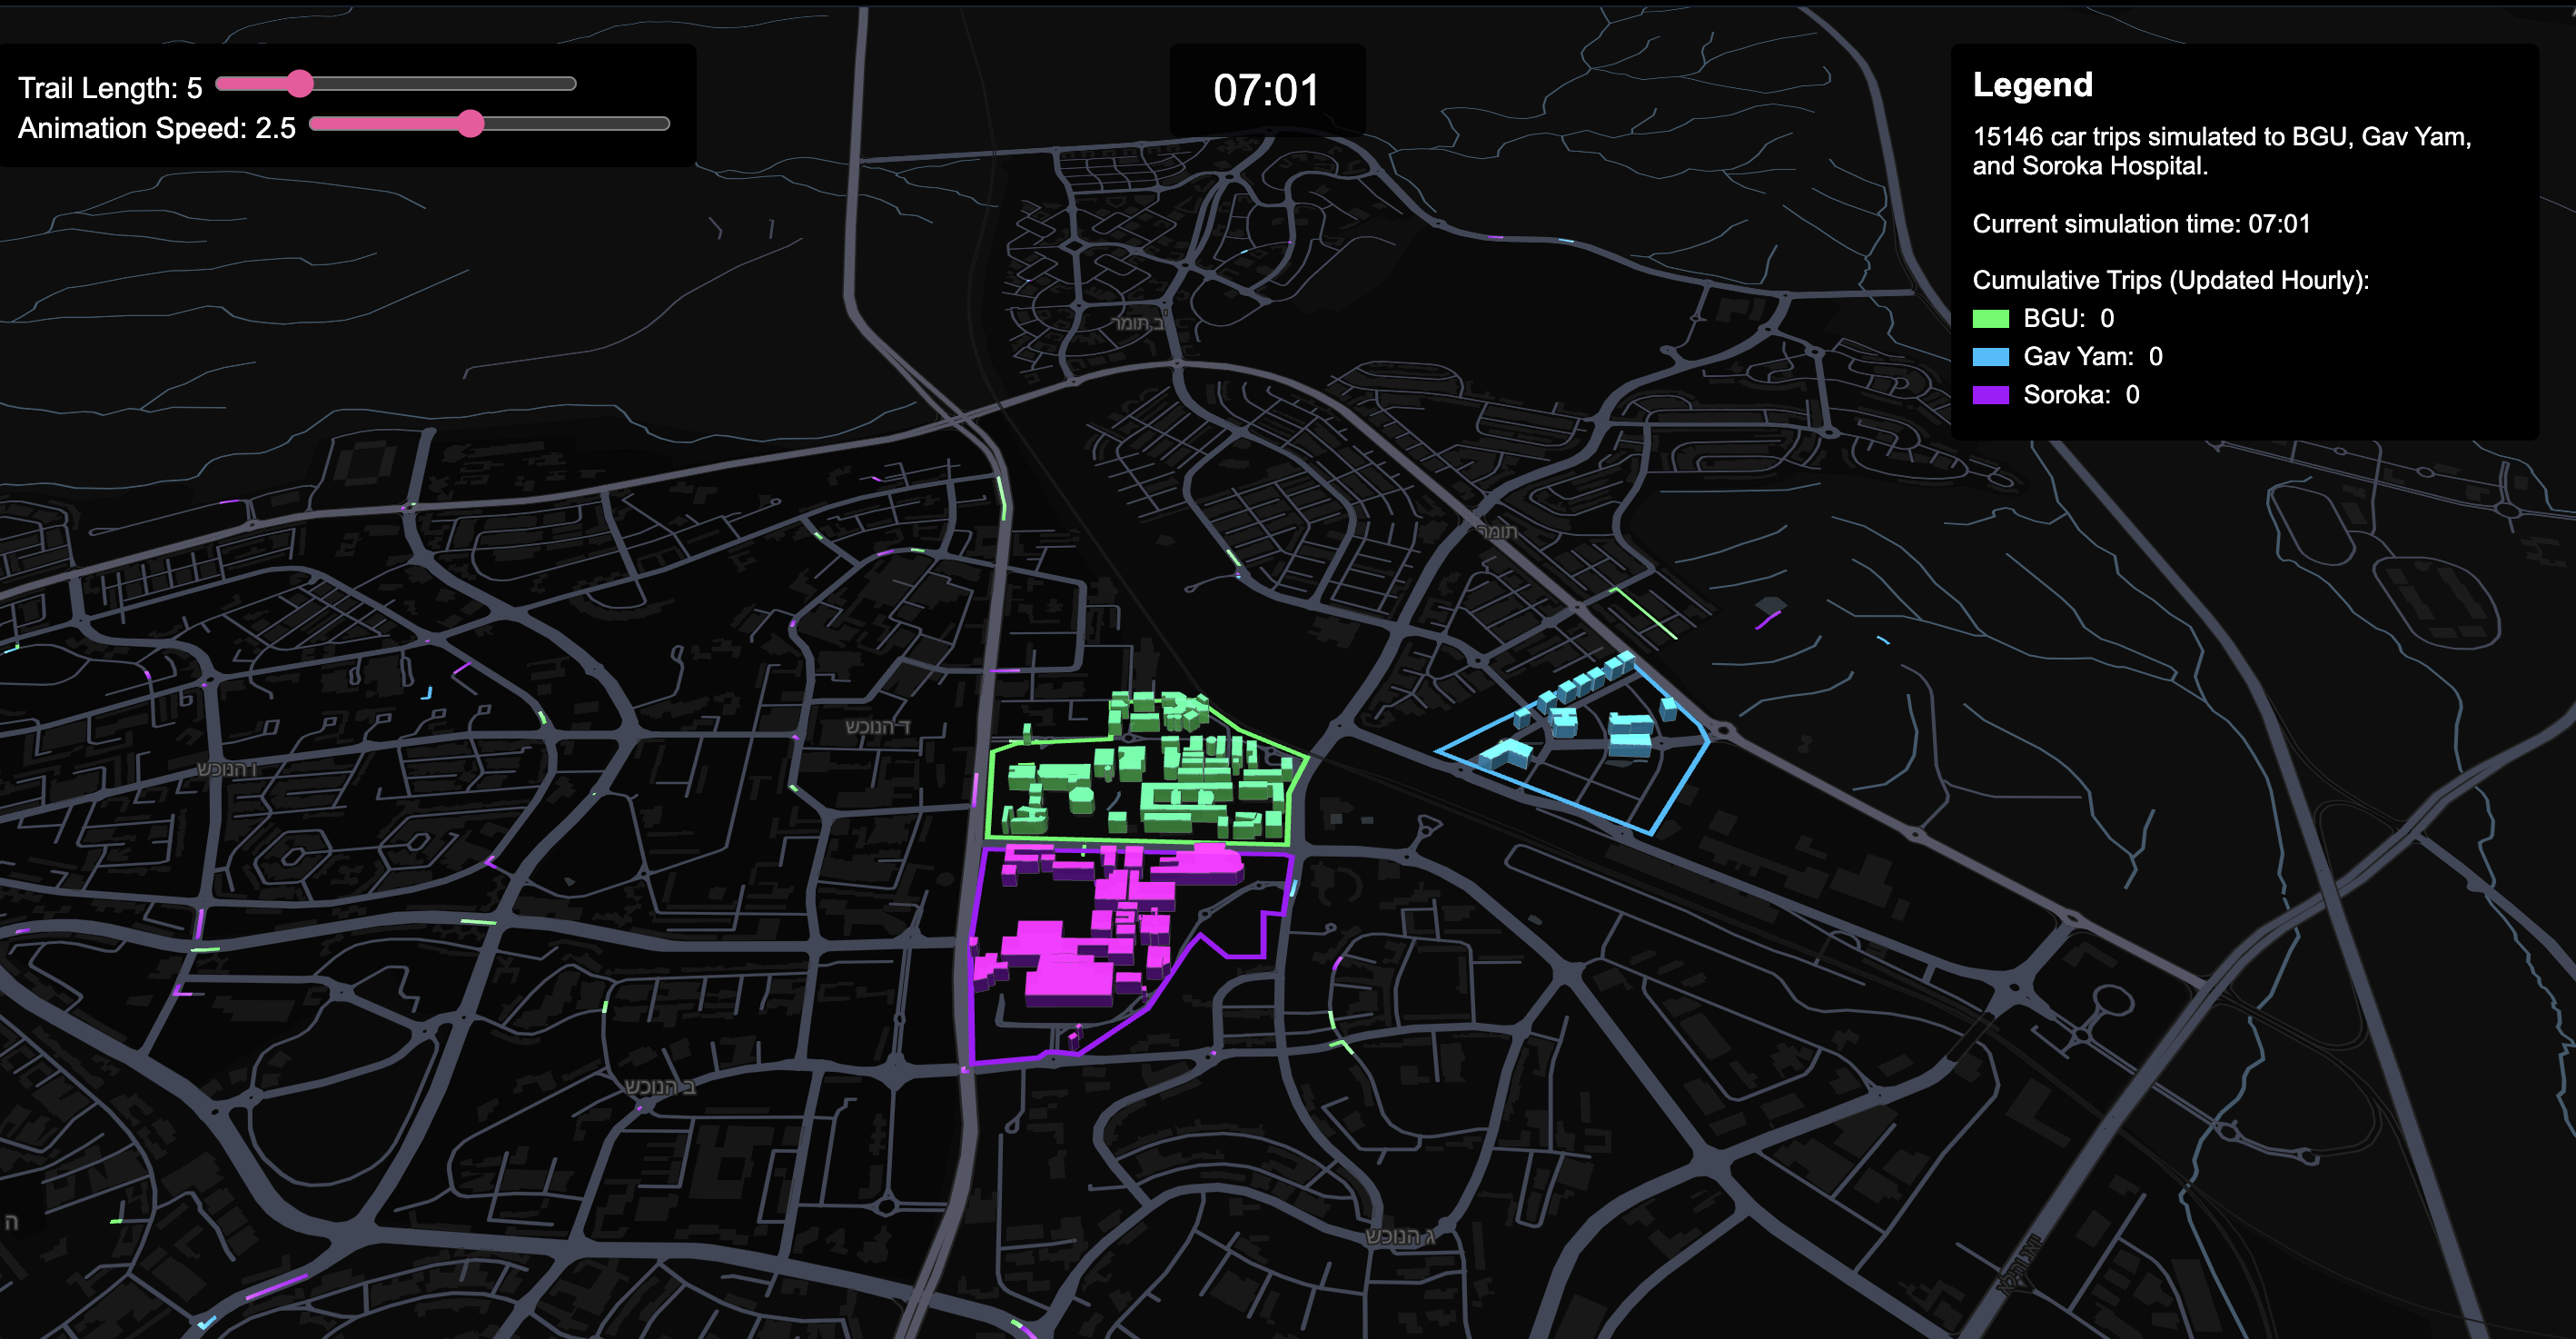 Trail Length: 5
Animation Speed: 2.5
07:01
Legend
15146 car trips simulated to BGU, Gav Yam,
and Soroka Hospital.
Current simulation time: 07:01
Cumulative Trips (Updated Hourly):
BGU: 0
Gav Yam: 0
Soroka: 0
ב תומר
תומר
ד הנוכש
ו הנוכש
ב הנוכש
ה
ג הנוכש